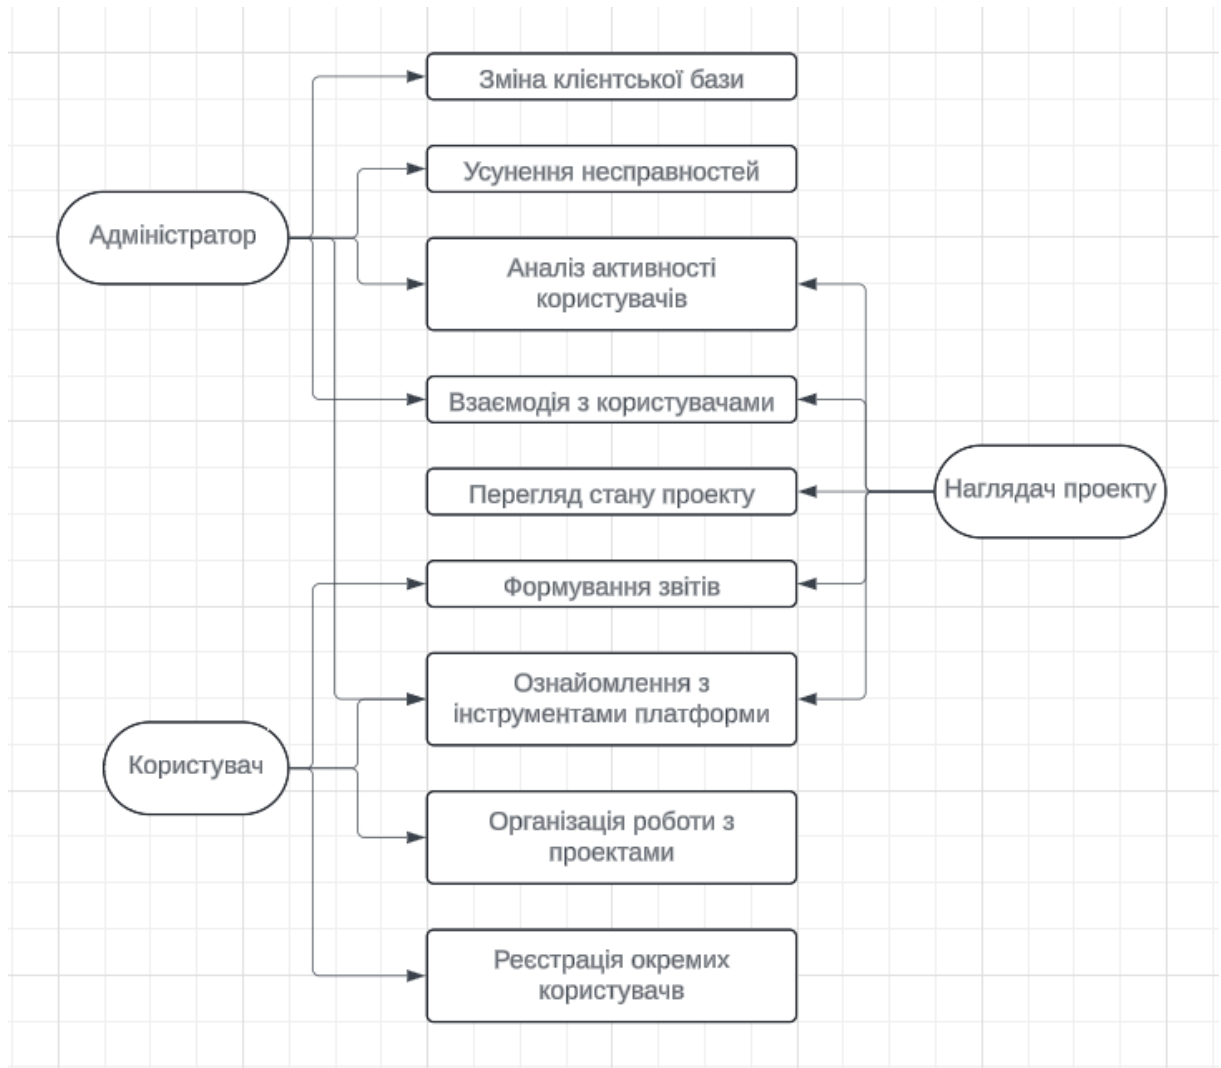 Зміна клієнтської бази
Усунення несправностей
Адміністратор
Аналіз активності
користувачів
Взаємодія з користувачами
Перегляд стану проекту
Наглядач проекту
Формування звітів
Ознайомлення з
інструментами платформи
Користувач
Організація роботи з
проектами
Реєстрація окремих
користувачв